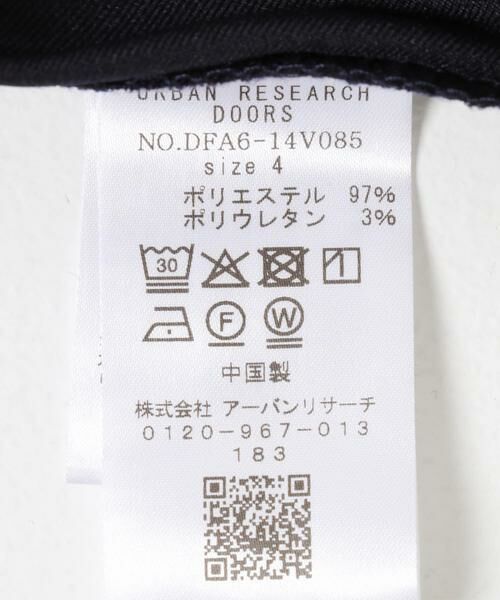 URBAN RESEARCH
DOORS
NO.DFA6-14V085
size 4
ポリエステル 97%
ポリウレタン 3%
30
F W
中国製
株式会社 アーバンリサーチ
0120-967-013
183